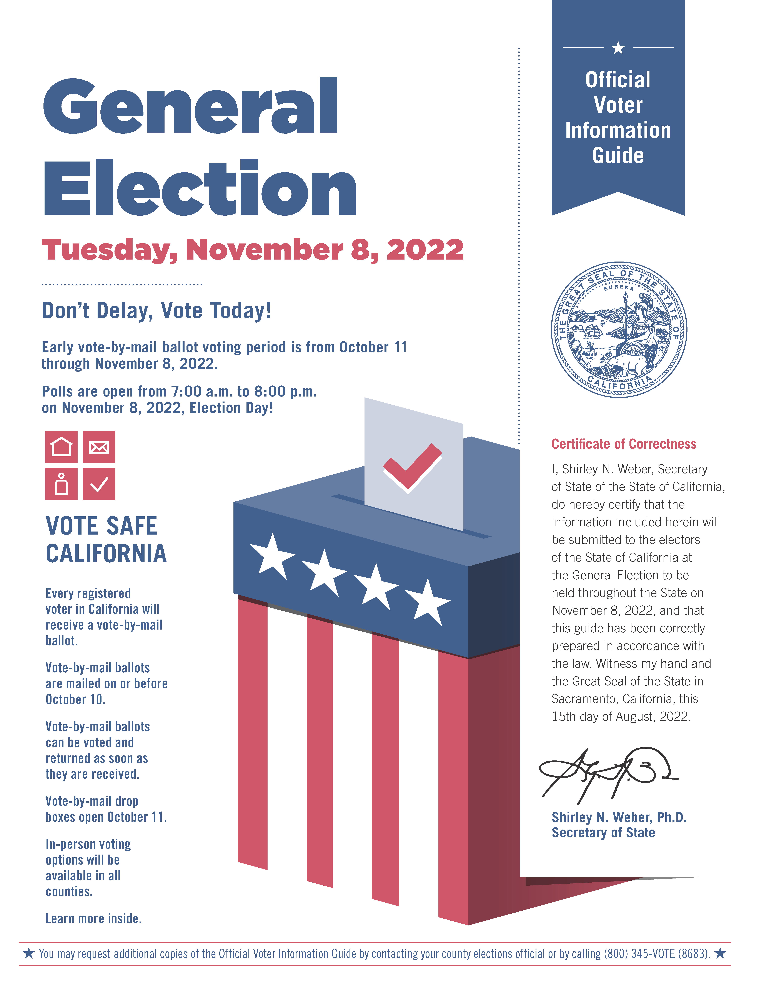 General
Election
Tuesday, November 8, 2022
Don't Delay, Vote Today!
Early vote-by-mail ballot voting period is from October 11
through November 8, 2022.
Polls are open from 7:00 a.m. to 8:00 p.m.
on November 8, 2022, Election Day!
VOTE SAFE
CALIFORNIA
Every registered
voter in California will
receive a vote-by-mail
ballot.
Vote-by-mail ballots
are mailed on or before
October 10.
Vote-by-mail ballots
can be voted and
returned as soon as
they are received.
Vote-by-mail drop
boxes open October 11.
In-person voting
options will be
available in all
counties.
Learn more inside.
Official
Voter
Information
Guide
THE GREAT SEAL OF THE STATE OF
EUREKA
CALIFORNIA
Certificate of Correctness
I, Shirley N. Weber, Secretary
of State of the State of California,
do hereby certify that the
information included herein will
be submitted to the electors
of the State of California at
the General Election to be
held throughout the State on
November 8, 2022, and that
this guide has been correctly
prepared in accordance with
the law. Witness my hand and
the Great Seal of the State in
Sacramento, California, this
15th day of August, 2022.
Shirley N. Weber, Ph.D.
Secretary of State
You may request additional copies of the Official Voter Information Guide by contacting your county elections official or by calling (800) 345-VOTE (8683).